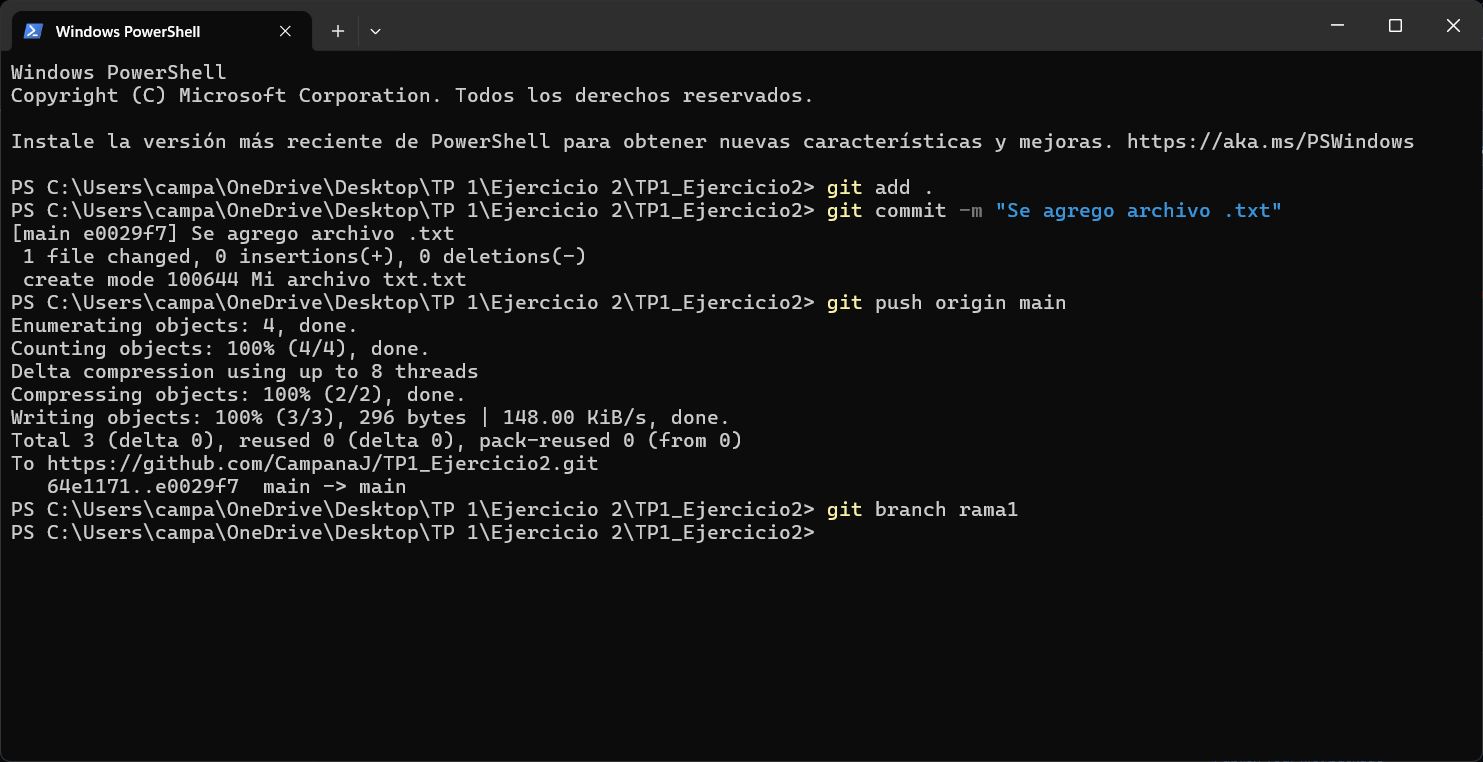 Windows PowerShell
Windows PowerShell
Copyright (C) Microsoft Corporation. Todos los derechos reservados.
Instale la versión más reciente de PowerShell para obtener nuevas características y mejoras. https://aka.ms/PSWindows
PS C:\Users\campa\OneDrive\Desktop\TP 1\Ejercicio 2\TP1_Ejercicio2> git add .
PS C:\Users\campa\OneDrive\Desktop\TP 1\Ejercicio 2\TP1_Ejercicio2> git commit -m "Se agrego archivo .txt"
[main e0029f7] Se agrego archivo .txt
 1 file changed, 0 insertions(+), 0 deletions(-)
 create mode 100644 Mi archivo txt.txt
PS C:\Users\campa\OneDrive\Desktop\TP 1\Ejercicio 2\TP1_Ejercicio2> git push origin main
Enumerating objects: 4, done.
Counting objects: 100% (4/4), done.
Delta compression using up to 8 threads
Compressing objects: 100% (2/2), done.
Writing objects: 100% (3/3), 296 bytes | 148.00 KiB/s, done.
Total 3 (delta 0), reused 0 (delta 0), pack-reused 0 (from 0)
To https://github.com/CampanaJ/TP1_Ejercicio2.git
   64e1171..e0029f7  main -> main
PS C:\Users\campa\OneDrive\Desktop\TP 1\Ejercicio 2\TP1_Ejercicio2> git branch rama1
PS C:\Users\campa\OneDrive\Desktop\TP 1\Ejercicio 2\TP1_Ejercicio2>